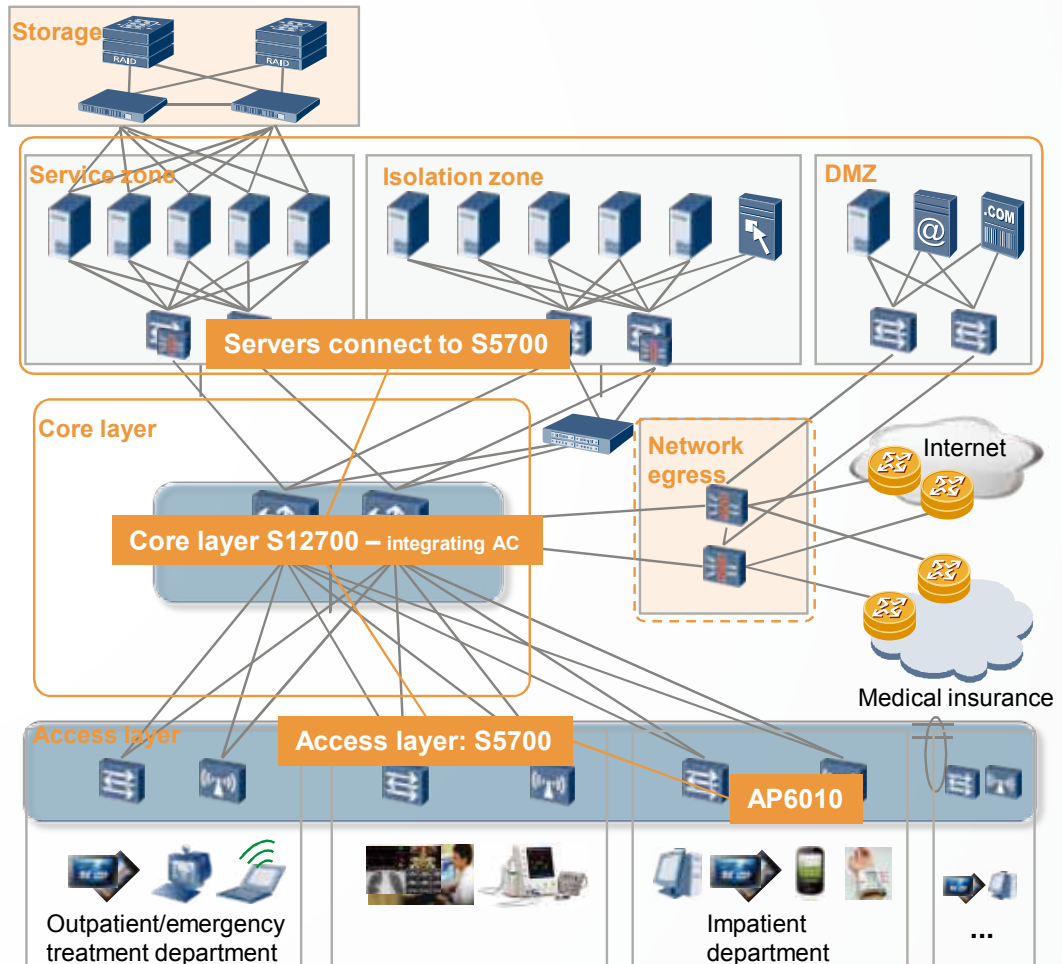 Storage
RAID
RAID
Service zone
Isolation zone
DMZ
@
.COM
Servers connect to S5700
Core layer
Network
egress
Internet
Core layer S12700 – integrating AC
Medical insurance
Access layer
Access layer: S5700
AP6010
Outpatient/emergency
treatment department
Impatient
department
...